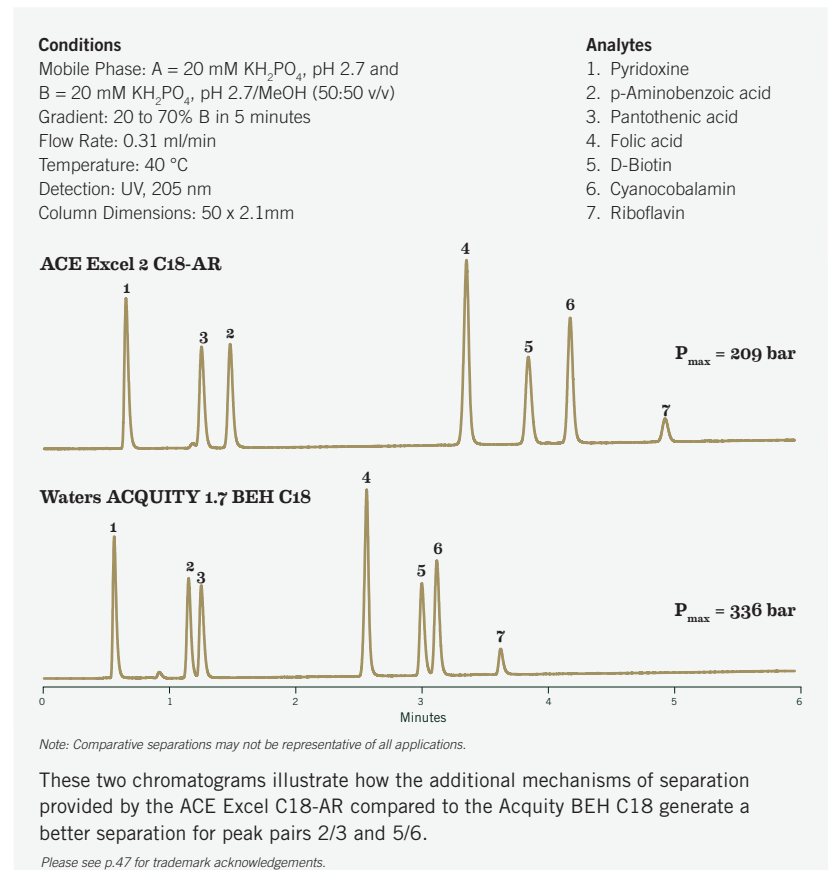 Conditions
Mobile Phase: A = 20 mM KH₂PO₄, pH 2.7 and
B = 20 mM KH₂PO₄, pH 2.7/MeOH (50:50 v/v)
Gradient: 20 to 70% B in 5 minutes
Flow Rate: 0.31 ml/min
Temperature: 40 °C
Detection: UV, 205 nm
Column Dimensions: 50 x 2.1mm
Analytes
1. Pyridoxine
2. p-Aminobenzoic acid
3. Pantothenic acid
4. Folic acid
5. D-Biotin
6. Cyanocobalamin
7. Riboflavin
ACE Excel 2 C18-AR
1
3 2
4
5
6
7
Pmax = 209 bar
Waters ACQUITY 1.7 BEH C18
1
2 3
4
5 6
7
Pmax = 336 bar
0 1 2 3 4 5 6
Minutes
Note: Comparative separations may not be representative of all applications.
These two chromatograms illustrate how the additional mechanisms of separation
provided by the ACE Excel C18-AR compared to the Acquity BEH C18 generate a
better separation for peak pairs 2/3 and 5/6.
Please see p.47 for trademark acknowledgements.